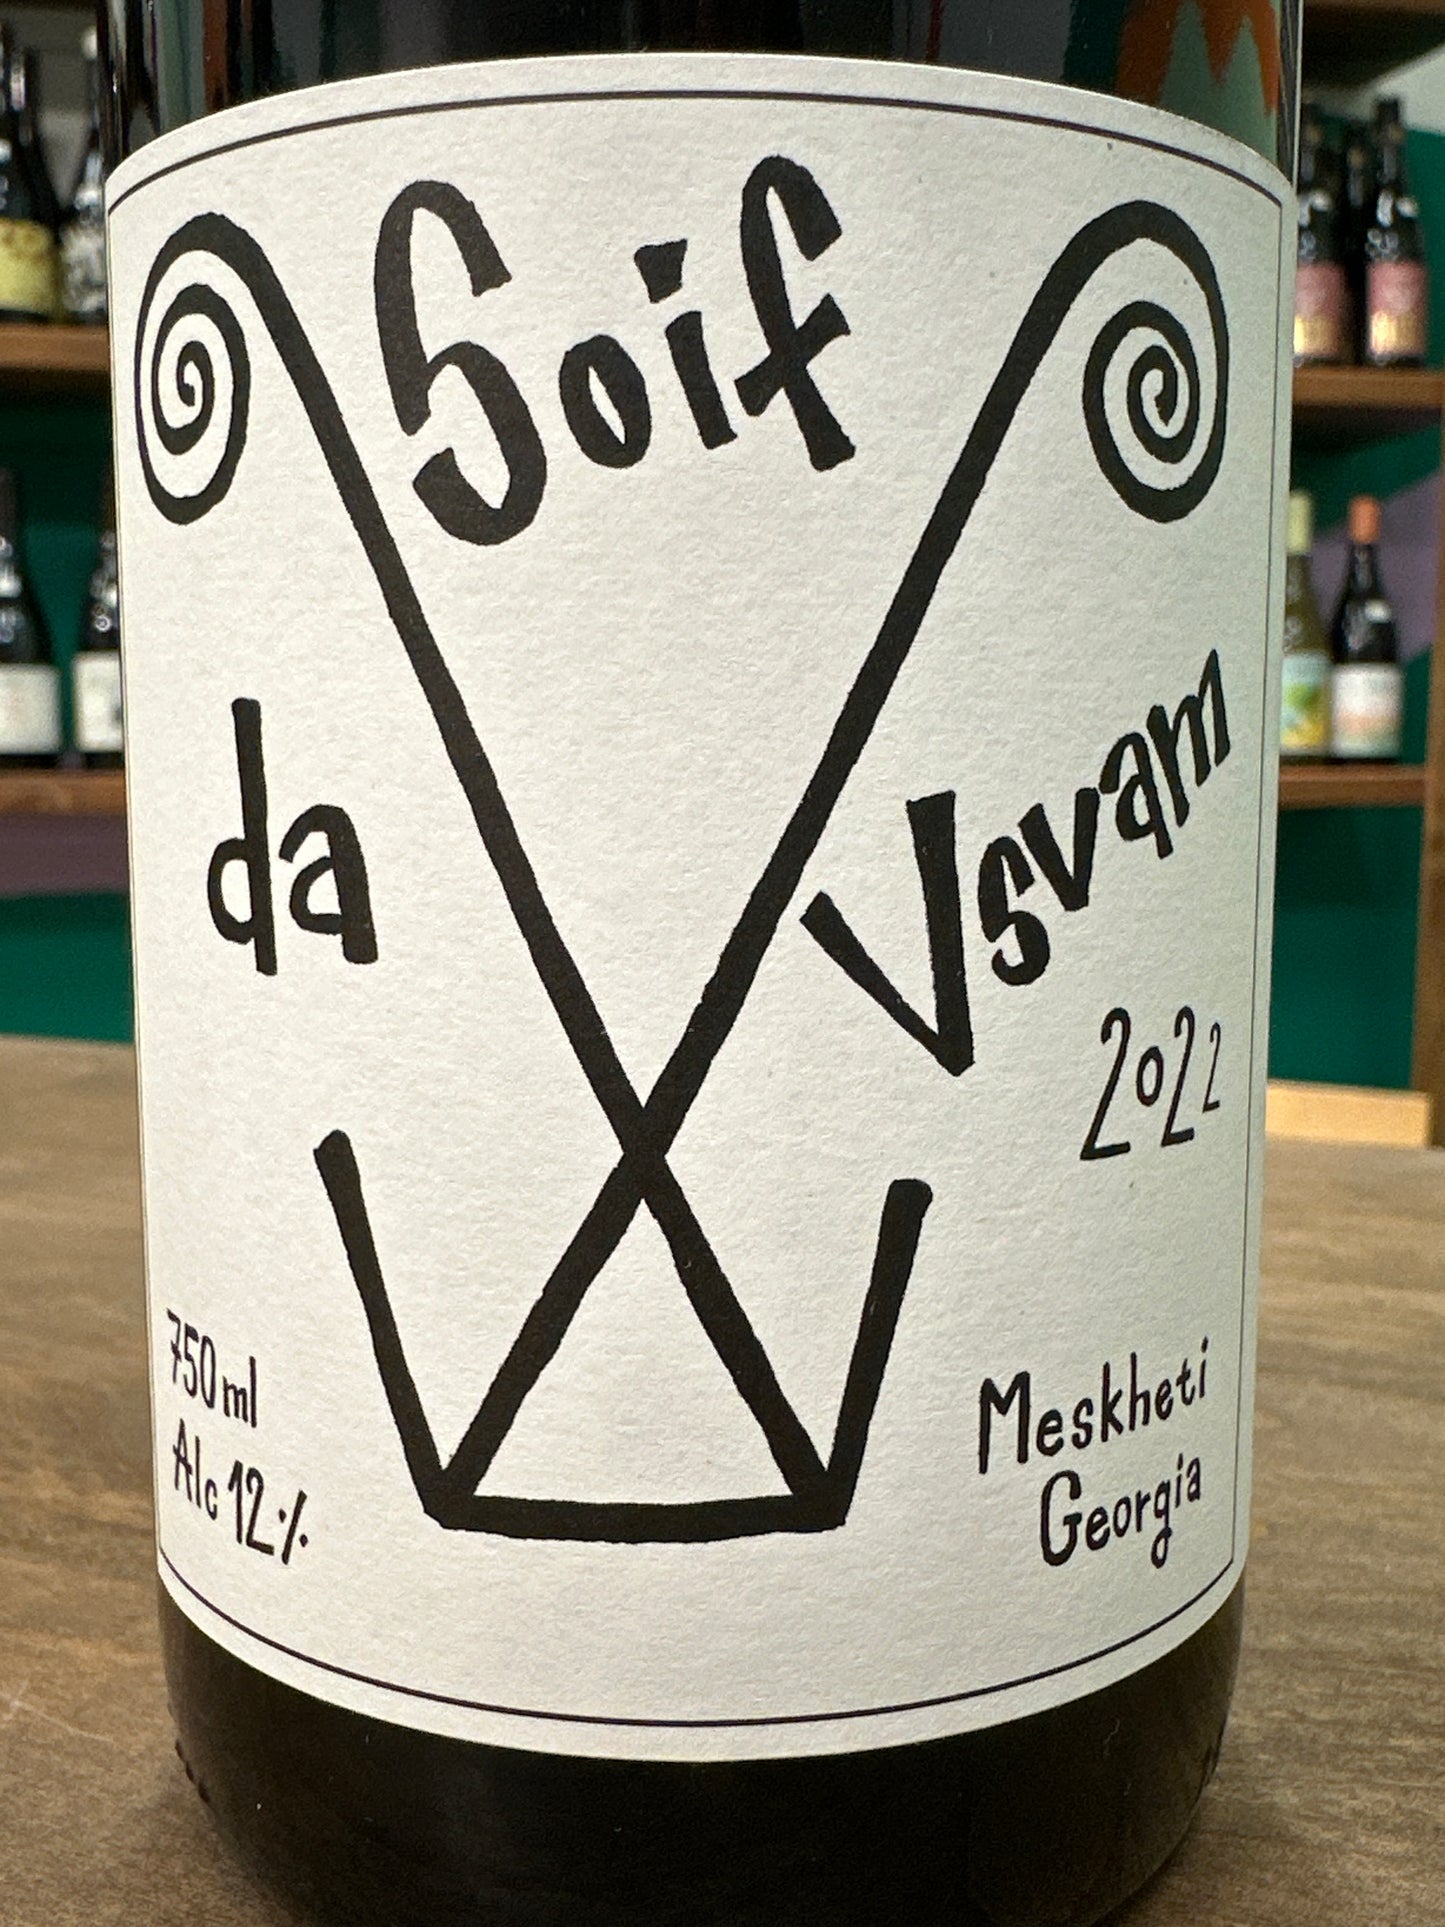 Soif
da
Vsvam
2022
750ml
Alc 12%
Meskheti
Georgia